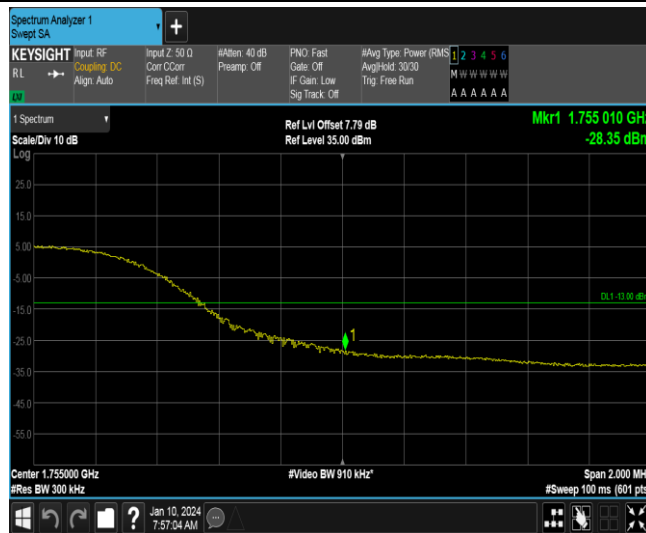 Spectrum Analyzer 1
Swept SA
KEYSIGHT
RL
Input: RF
Coupling: DC
Align: Auto
Input Z: 50 Ω
Corr CCorr
Freq Ref: Int (S)
#Atten: 40 dB
Preamp: Off
PNO: Fast
Gate: Off
IF Gain: Low
Sig Track: Off
#Avg Type: Power (RMS
Avg|Hold: 30/30
Trig: Free Run
1 2 3 4 5 6
M W W W W W
A A A A A A
1 Spectrum
Scale/Div 10 dB
Ref Lvl Offset 7.79 dB
Ref Level 35.00 dBm
Mkr1 1.755 010 GHz
-28.35 dBm
Log
25.0
15.0
5.00
-5.00
-15.0
-25.0
-35.0
-45.0
-55.0
DL1 -13.00 dBm
1
Center 1.755000 GHz
#Res BW 300 kHz
#Video BW 910 kHz*
Span 2.000 MH
#Sweep 100 ms (601 pts
?
Jan 10, 2024
7:57:04 AM